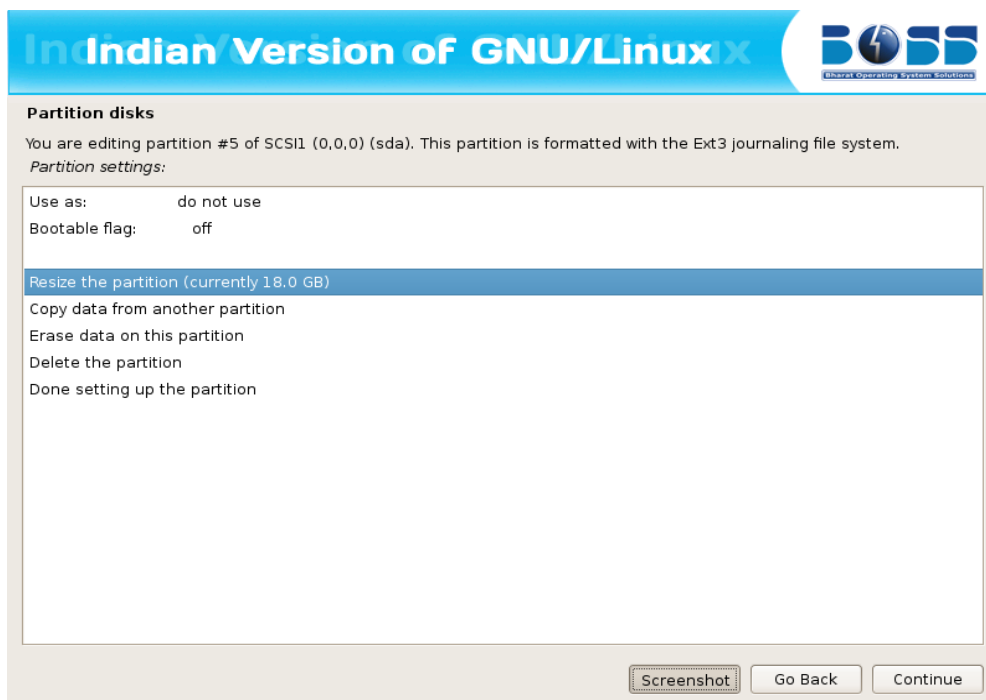 Indian Version of GNU/Linux
BOSS
Bharat Operating System Solutions
Partition disks
You are editing partition #5 of SCSI1 (0,0,0) (sda). This partition is formatted with the Ext3 journaling file system.
Partition settings:
Use as: do not use
Bootable flag: off
Resize the partition (currently 18.0 GB)
Copy data from another partition
Erase data on this partition
Delete the partition
Done setting up the partition
Screenshot Go Back Continue